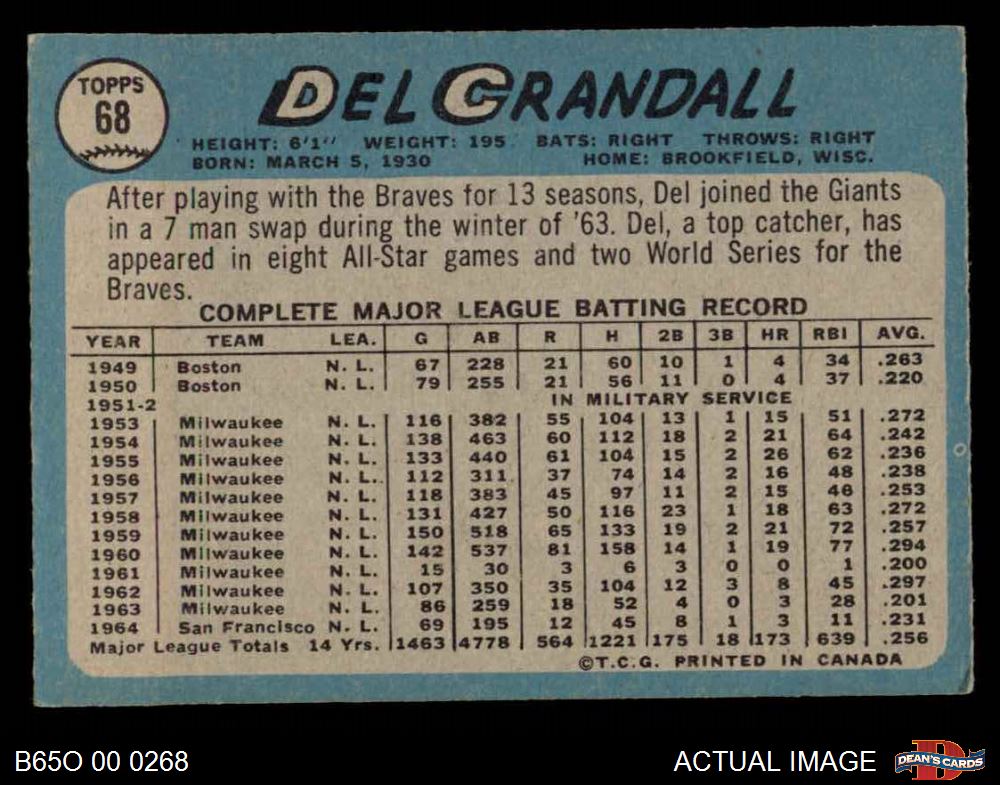 TOPPS
68
DEL CRANDALL
HEIGHT: 6'1" WEIGHT: 195 BATS: RIGHT THROWS: RIGHT
BORN: MARCH 5, 1930 HOME: BROOKFIELD, WISC.
After playing with the Braves for 13 seasons, Del joined the Giants
in a 7 man swap during the winter of '63. Del, a top catcher, has
appeared in eight All-Star games and two World Series for the
Braves.
COMPLETE MAJOR LEAGUE BATTING RECORD
YEAR TEAM LEA. G AB R H 2B 3B HR RBI AVG.
1949 Boston N. L. 67 228 21 60 10 1 4 34 .263
1950 Boston N. L. 79 255 21 56 11 0 4 37 .220
1951-2 IN MILITARY SERVICE
1953 Milwaukee N. L. 116 382 55 104 13 1 15 51 .272
1954 Milwaukee N. L. 138 463 60 112 18 2 21 64 .242
1955 Milwaukee N. L. 133 440 61 104 15 2 26 62 .236
1956 Milwaukee N. L. 112 311 37 74 14 2 16 48 .238
1957 Milwaukee N. L. 118 383 45 97 11 2 15 46 .253
1958 Milwaukee N. L. 131 427 50 116 23 1 18 63 .272
1959 Milwaukee N. L. 150 518 65 133 19 2 21 72 .257
1960 Milwaukee N. L. 142 537 81 158 14 1 19 77 .294
1961 Milwaukee N. L. 15 30 3 6 3 0 0 1 .200
1962 Milwaukee N. L. 107 350 35 104 12 3 8 45 .297
1963 Milwaukee N. L. 86 259 18 52 4 0 3 28 .201
1964 San Francisco N. L. 69 195 12 45 8 1 3 11 .231
Major League Totals 14 Yrs. 1463 4778 564 1221 175 18 173 639 .256
©T.C.G. PRINTED IN CANADA
B65O 00 0268
ACTUAL IMAGE
D
DEAN'S CARDS